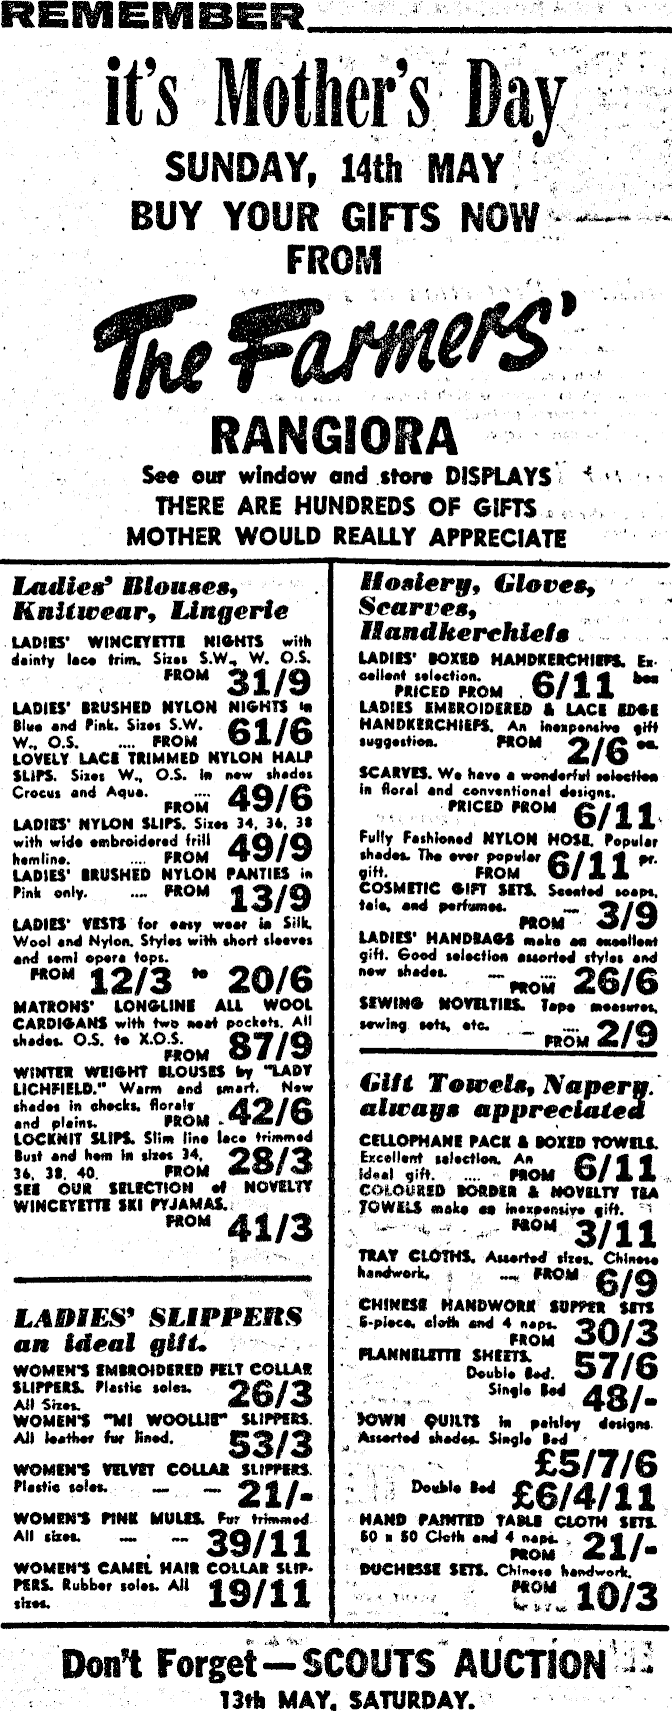 REMEMBER
it's Mother's Day
SUNDAY, 14th MAY
BUY YOUR GIFTS NOW
FROM
The Farmers'
RANGIORA
See our window and store DISPLAYS
THERE ARE HUNDREDS OF GIFTS
MOTHER WOULD REALLY APPRECIATE
Ladies' Blouses,
Knitwear, Lingerie
LADIES' WINCEYETTE NIGHTS with
dainty lace trim. Sizes S.W., W. O.S.
FROM 31/9
LADIES' BRUSHED NYLON NIGHTS in
Blue and Pink. Sizes S.W.
W., O.S. .... FROM 61/6
LOVELY LACE TRIMMED NYLON HALF
SLIPS. Sizes W., O.S. in new shades
Crocus and Aqua. ....
FROM 49/6
LADIES' NYLON SLIPS. Sizes 34, 36, 38
with wide embroidered frill
hemline. .... FROM 49/9
LADIES' BRUSHED NYLON PANTIES in
Pink only. .... FROM 13/9
LADIES' VESTS for easy wear in Silk,
Wool and Nylon. Styles with short sleeves
and semi opera tops.
FROM 12/3 to 20/6
MATRONS' LONGLINE ALL WOOL
CARDIGANS with two neat pockets. All
shades. O.S. to X.O.S.
FROM 87/9
WINTER WEIGHT BLOUSES by "LADY
LICHFIELD." Warm and smart. New
shades in checks, florals
and plains. FROM 42/6
LOCKNIT SLIPS. Slim line lace trimmed
Bust and hem in sizes 34,
36, 38, 40. FROM 28/3
SEE OUR SELECTION of NOVELTY
WINCEYETTE SKI PYJAMAS.
FROM 41/3
LADIES' SLIPPERS
an ideal gift.
WOMEN'S EMBROIDERED FELT COLLAR
SLIPPERS. Plastic soles.
All Sizes. 26/3
WOMEN'S "MI WOOLLIE" SLIPPERS.
All leather fur lined. 53/3
WOMEN'S VELVET COLLAR SLIPPERS.
Plastic soles. — — 21/-
WOMEN'S PINK MULES. Fur trimmed
All sizes. — — 39/11
WOMEN'S CAMEL HAIR COLLAR SLIP-
PERS. Rubber soles. All
sizes. 19/11
Hosiery, Gloves,
Scarves,
Handkerchiefs
LADIES' BOXED HANDKERCHIEFS. Ex-
cellent selection.
PRICED FROM 6/11 box
LADIES EMBROIDERED & LACE EDGE
HANDKERCHIEFS. An inexpensive gift
suggestion. FROM 2/6 ea.
SCARVES. We have a wonderful selection
in floral and conventional designs.
PRICED FROM 6/11
Fully Fashioned NYLON HOSE. Popular
shades. The ever popular
gift. FROM 6/11 pr.
COSMETIC GIFT SETS. Scented soaps,
talc, and perfumes. —
FROM 3/9
LADIES' HANDBAGS make an excellent
gift. Good selection assorted styles and
new shades. — ....
FROM 26/6
SEWING NOVELTIES. Tape measures,
sewing sets, etc. ....
FROM 2/9
Gift Towels, Napery.
always appreciated
CELLOPHANE PACK & BOXED TOWELS.
Excellent selection. An
ideal gift. .... FROM 6/11
COLOURED BORDER & NOVELTY TEA
TOWELS make an inexpensive gift.
FROM 3/11
TRAY CLOTHS. Assorted sizes. Chinese
handwork. .... FROM 6/9
CHINESE HANDWORK SUPPER SETS
5-piece, cloth and 4 naps.
FROM 30/3
FLANNELETTE SHEETS.
Double Bed. 57/6
Single Bed 48/-
DOWN QUILTS in paisley designs.
Assorted shades. Single Bed
£5/7/6
Double Bed £6/4/11
HAND PAINTED TABLE CLOTH SETS.
50 x 50 Cloth and 4 naps.
FROM 21/-
DUCHESSE SETS. Chinese handwork.
FROM 10/3
Don't Forget—SCOUTS AUCTION
13th MAY, SATURDAY.